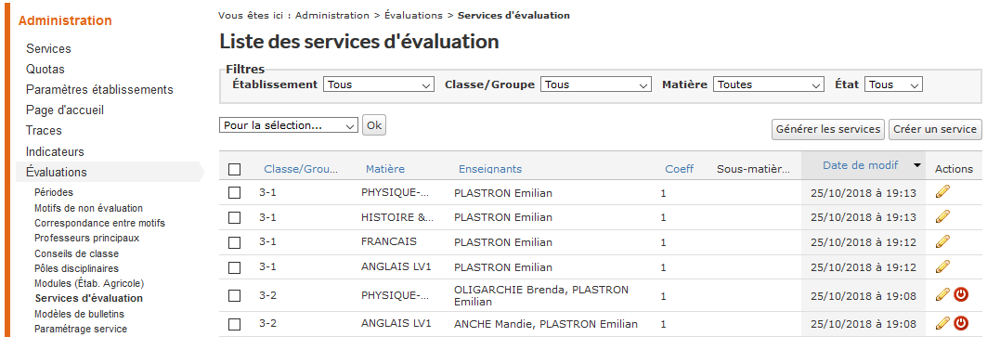 Administration
Services
Quotas
Paramètres établissements
Page d'accueil
Traces
Indicateurs
Évaluations
Périodes
Motifs de non évaluation
Correspondance entre motifs
Professeurs principaux
Conseils de classe
Pôles disciplinaires
Modules (Étab. Agricole)
Services d'évaluation
Modèles de bulletins
Paramétrage service
Vous êtes ici : Administration > Évaluations > Services d'évaluation
Liste des services d'évaluation
Filtres
Établissement Tous Classe/Groupe Tous Matière Toutes État Tous
Pour la sélection... Ok
Générer les services Créer un service
Classe/Grou... Matière Enseignants Coeff Sous-matièr... Date de modif Actions
3-1 PHYSIQUE-... PLASTRON Emilian 1 25/10/2018 à 19:13
3-1 HISTOIRE &... PLASTRON Emilian 1 25/10/2018 à 19:13
3-1 FRANCAIS PLASTRON Emilian 1 25/10/2018 à 19:12
3-1 ANGLAIS LV1 PLASTRON Emilian 1 25/10/2018 à 19:12
3-2 PHYSIQUE-... OLIGARCHIE Brenda, PLASTRON
Emilian 1 25/10/2018 à 19:08
3-2 ANGLAIS LV1 ANCHE Mandie, PLASTRON Emilian 1 25/10/2018 à 19:08